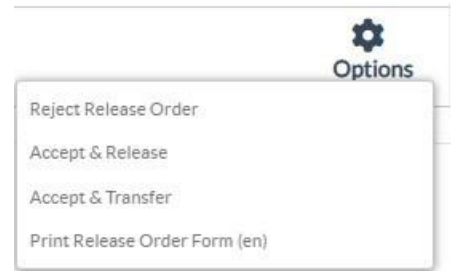 Options
Reject Release Order
Accept & Release
Accept & Transfer
Print Release Order Form (en)